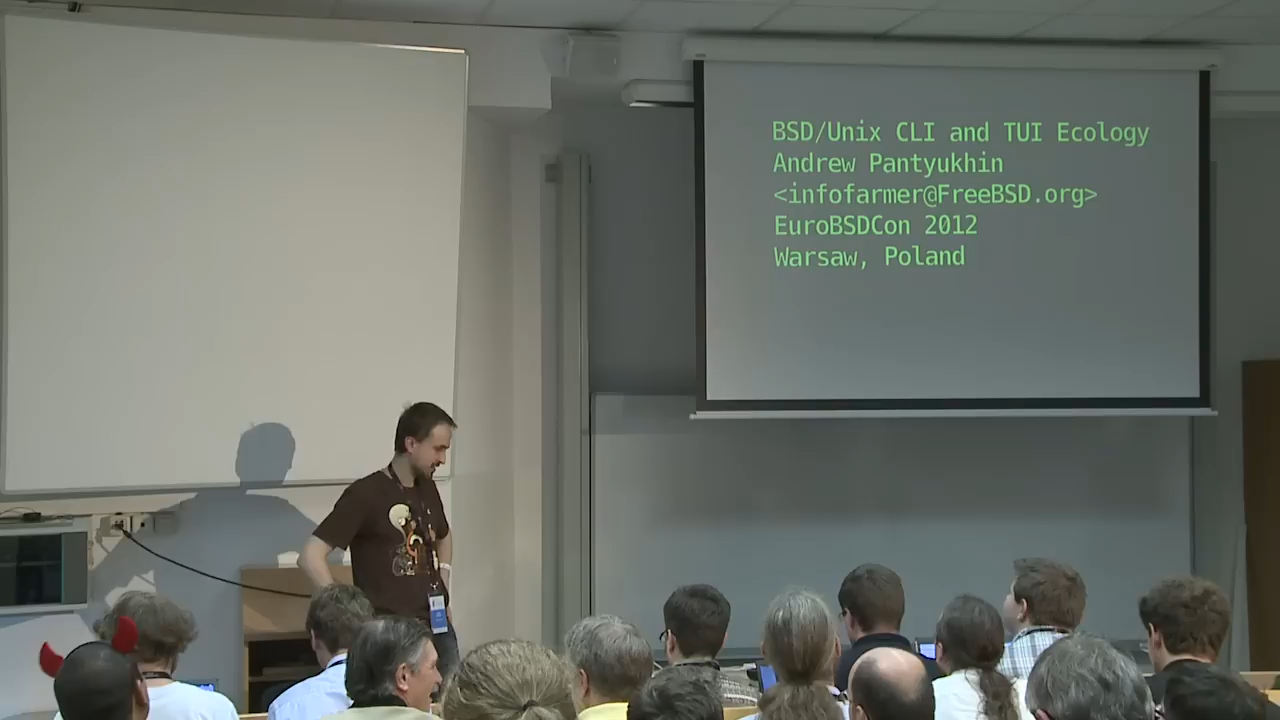 BSD/Unix CLI and TUI Ecology
Andrew Pantyukhin
<infofarmer@FreeBSD.org>
EuroBSDCon 2012
Warsaw, Poland